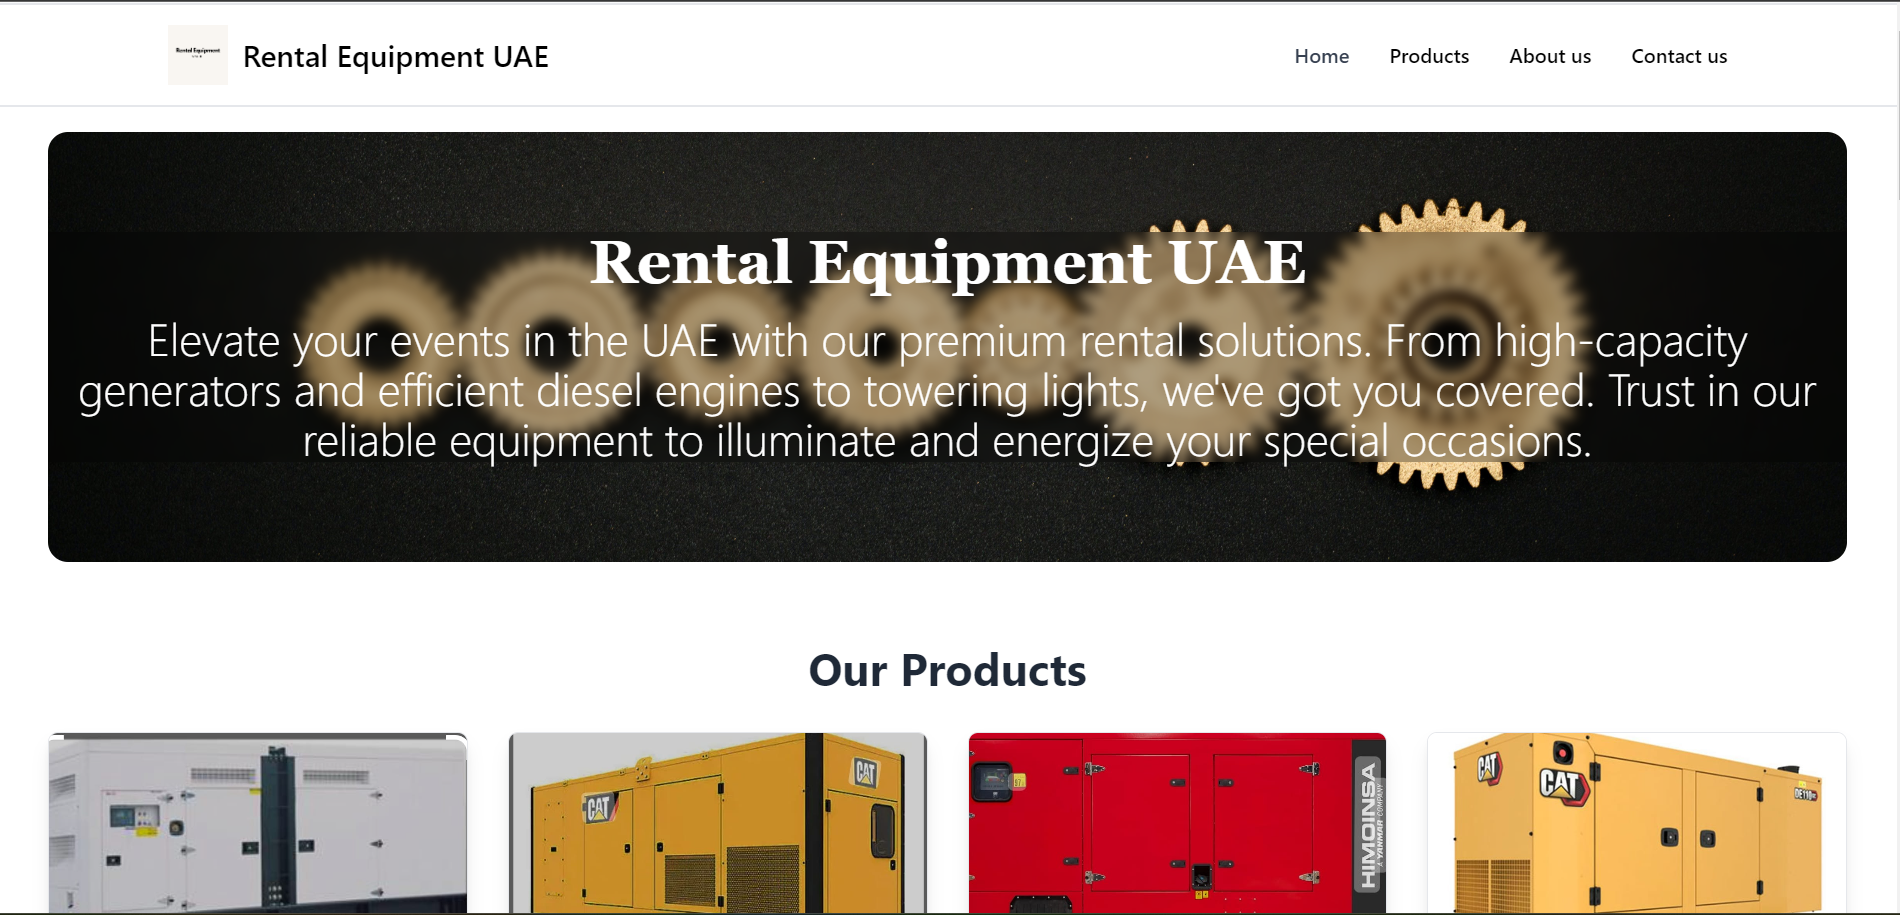 Rental Equipment
Rental Equipment UAE
Home
Products
About us
Contact us
Rental Equipment UAE
Elevate your events in the UAE with our premium rental solutions. From high-capacity
generators and efficient diesel engines to towering lights, we've got you covered. Trust in our
reliable equipment to illuminate and energize your special occasions.
Our Products
CAT
CAT
HIMOINSA
A YANMAR COMPANY
CAT
CAT
DE110